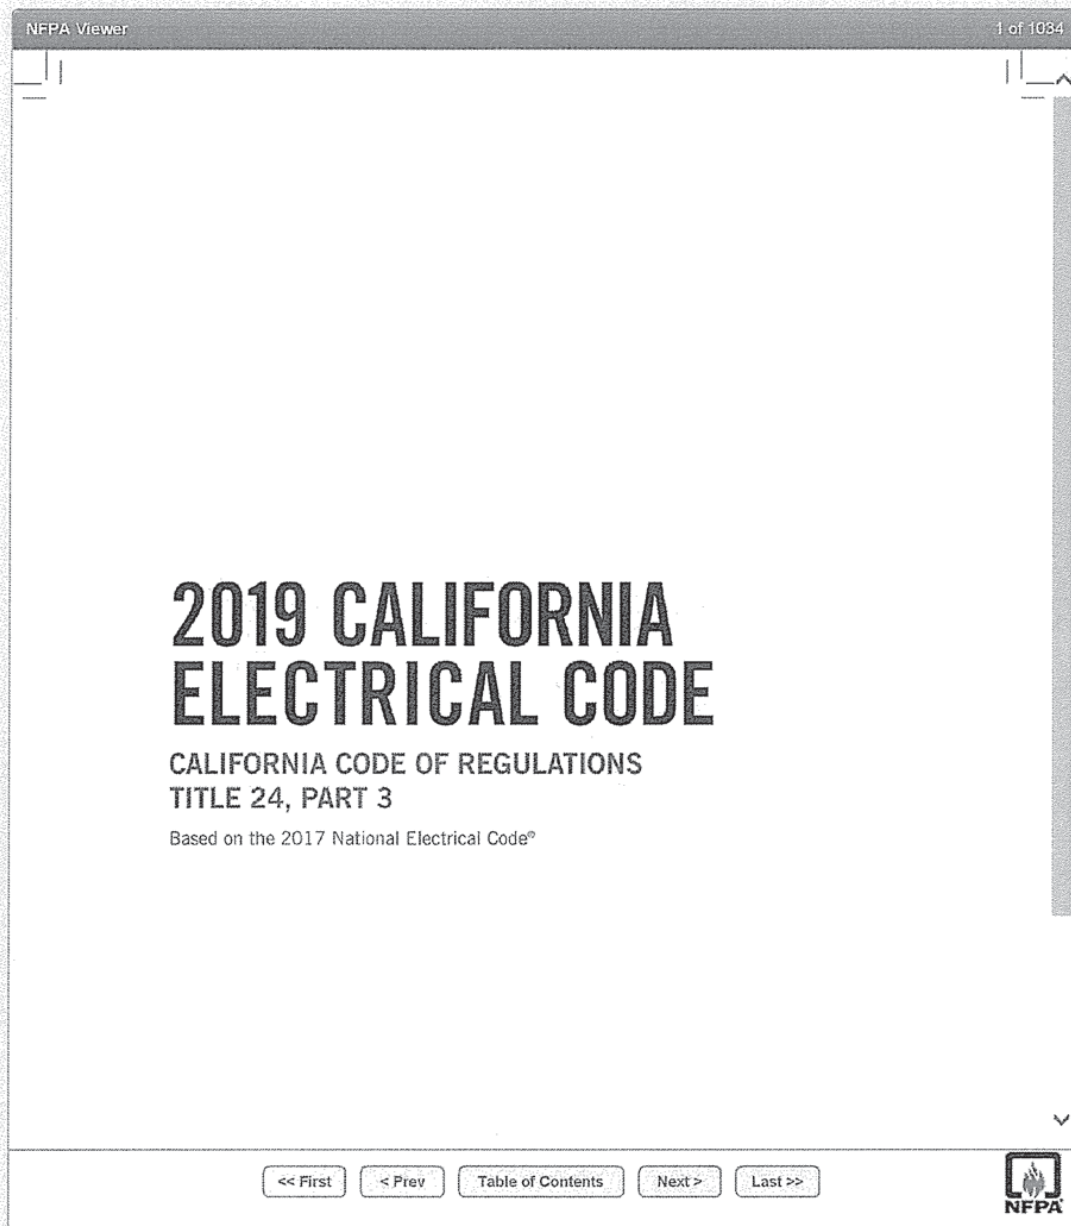 NFPA Viewer
1 of 1034
2019 CALIFORNIA
ELECTRICAL CODE
CALIFORNIA CODE OF REGULATIONS
TITLE 24, PART 3
Based on the 2017 National Electrical Code®
<< First
< Prev
Table of Contents
Next >
Last >>
NFPA